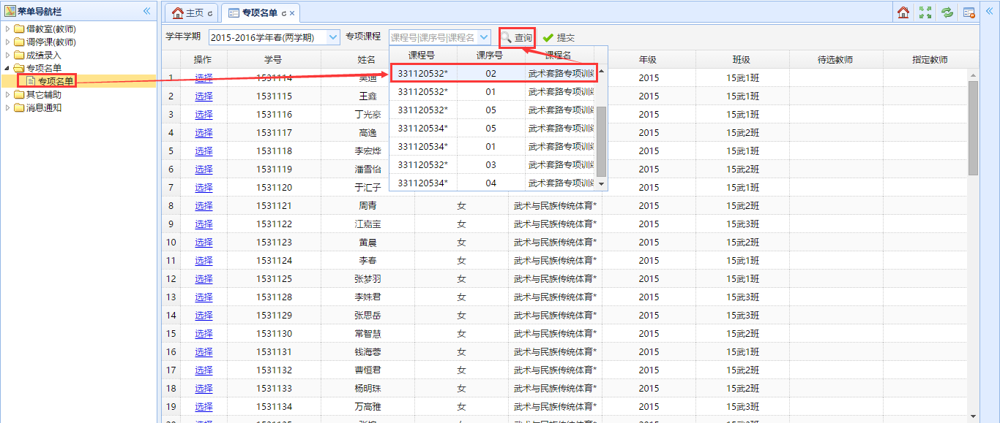 菜单导航栏
借教室(教师)
调停课(教师)
成绩录入
专项名单
专项名单
其它辅助
消息通知
主页 专项名单
学年学期 2015-2016学年春(两学期) 专项课程 课程号|课序号|课程名 查询 提交
操作 学号 姓名 年级 班级 待选教师 指定教师
课程号 课序号 课程名
331120532* 02 武术套路专项训
331120532* 01 武术套路专项训
331120532* 05 武术套路专项训
331120534* 05 武术套路专项训
331120534* 01 武术套路专项训
331120532* 03 武术套路专项训
331120534* 04 武术套路专项训
1 选择 1531114 2015 15武1班
2 选择 1531115 王鑫 2015 15武1班
3 选择 1531116 丁光豪 2015 15武1班
4 选择 1531117 高逸 2015 15武2班
5 选择 1531118 李宏烨 2015 15武1班
6 选择 1531119 潘雪怡 2015 15武2班
7 选择 1531120 于汇子 2015 15武1班
8 选择 1531121 周青 女 武术与民族传统体育* 2015 15武2班
9 选择 1531122 江嘉宝 女 武术与民族传统体育* 2015 15武3班
10 选择 1531123 黄晨 女 武术与民族传统体育* 2015 15武2班
11 选择 1531124 李春 女 武术与民族传统体育* 2015 15武1班
12 选择 1531125 张梦羽 女 武术与民族传统体育* 2015 15武2班
13 选择 1531128 李姝君 女 武术与民族传统体育* 2015 15武3班
14 选择 1531129 张思岳 女 武术与民族传统体育* 2015 15武3班
15 选择 1531130 常智慧 女 武术与民族传统体育* 2015 15武2班
16 选择 1531131 钱海蓉 女 武术与民族传统体育* 2015 15武1班
17 选择 1531132 曹恒君 女 武术与民族传统体育* 2015 15武2班
18 选择 1531133 杨明珠 女 武术与民族传统体育* 2015 15武2班
19 选择 1531134 万高雅 女 武术与民族传统体育* 2015 15武3班